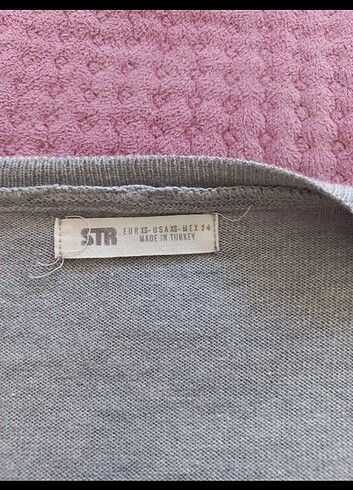 STR
EUR XS- USA XS- MEX 24
MADE IN TURKEY